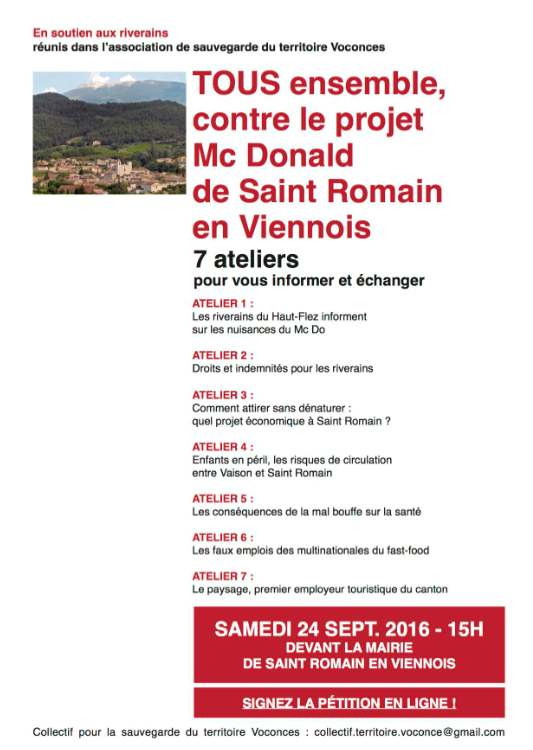 En soutien aux riverains
réunis dans l'association de sauvegarde du territoire Voconces
TOUS ensemble,
contre le projet
Mc Donald
de Saint Romain
en Viennois
7 ateliers
pour vous informer et échanger
ATELIER 1 :
Les riverains du Haut-Flez informent
sur les nuisances du Mc Do
ATELIER 2 :
Droits et indemnités pour les riverains
ATELIER 3 :
Comment attirer sans dénaturer :
quel projet économique à Saint Romain ?
ATELIER 4 :
Enfants en péril, les risques de circulation
entre Vaison et Saint Romain
ATELIER 5 :
Les conséquences de la mal bouffe sur la santé
ATELIER 6 :
Les faux emplois des multinationales du fast-food
ATELIER 7 :
Le paysage, premier employeur touristique du canton
SAMEDI 24 SEPT. 2016 - 15H
DEVANT LA MAIRIE
DE SAINT ROMAIN EN VIENNOIS
SIGNEZ LA PÉTITION EN LIGNE !
Collectif pour la sauvegarde du territoire Voconces : collectif.territoire.voconce@gmail.com